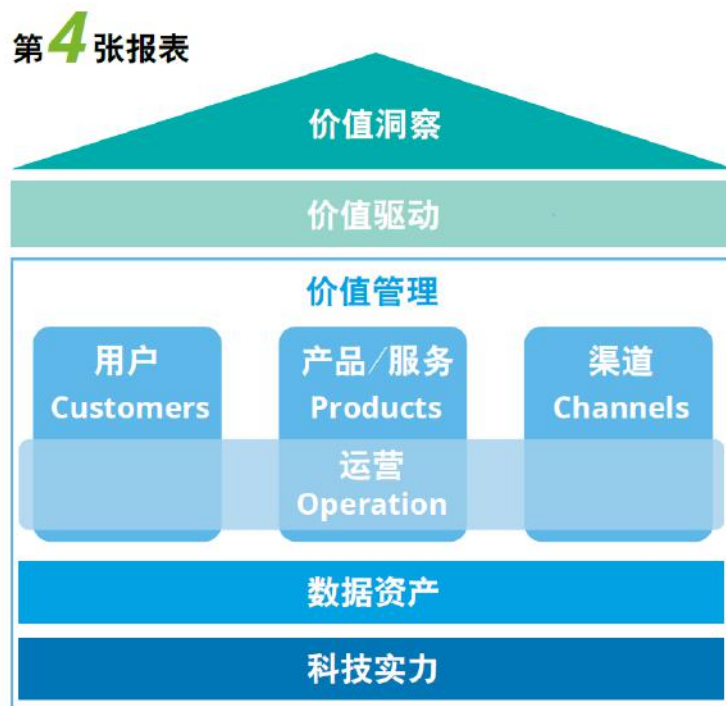 第4张报表
价值洞察
价值驱动
价值管理
用户
Customers
产品/服务
Products
渠道
Channels
运营
Operation
数据资产
科技实力